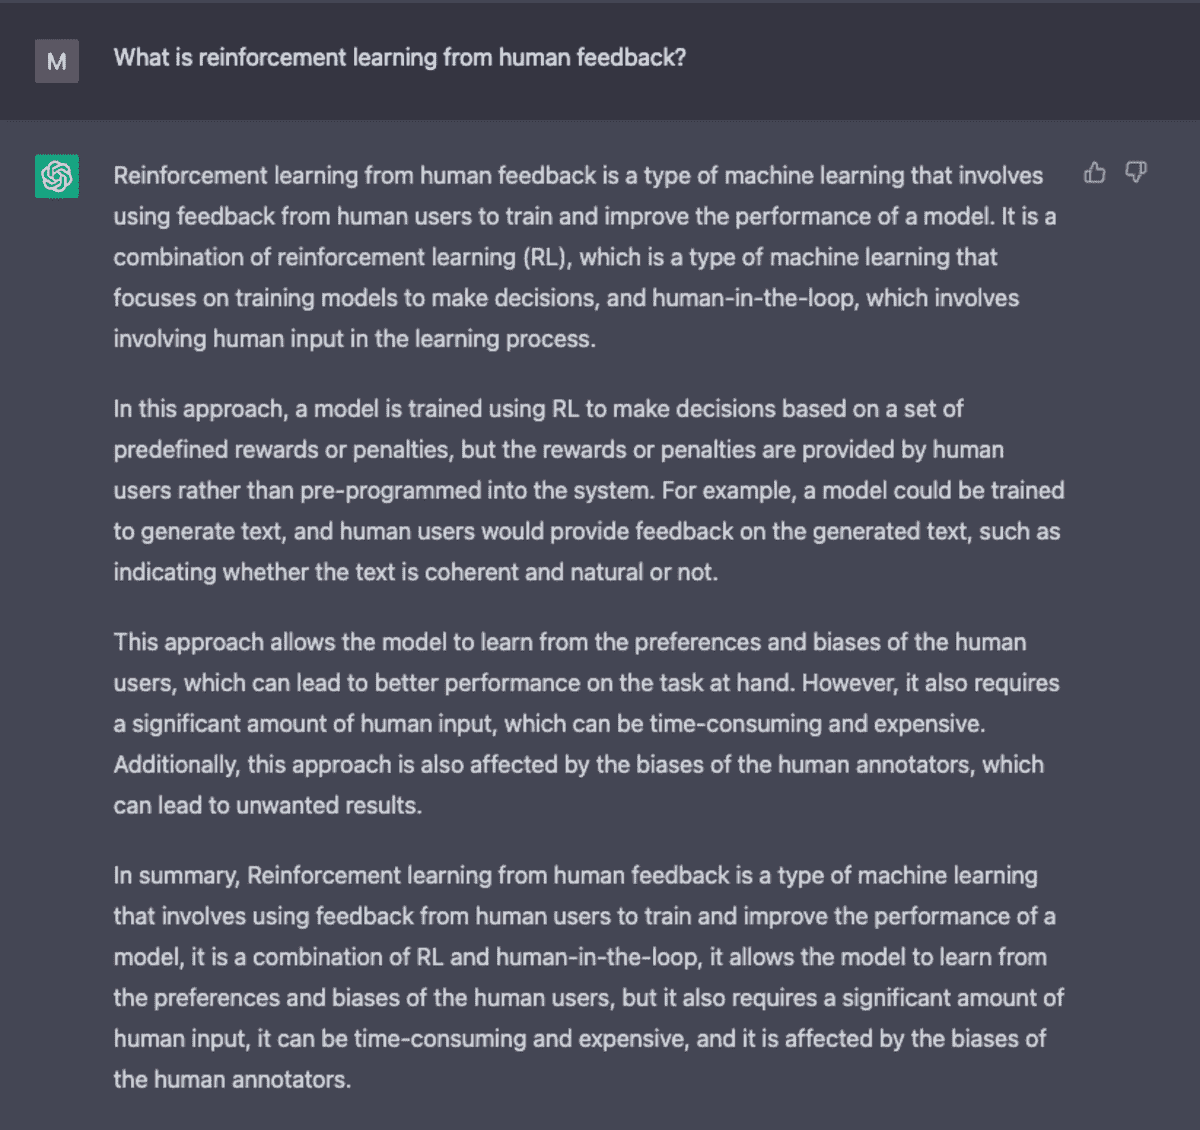 M
What is reinforcement learning from human feedback?
Reinforcement learning from human feedback is a type of machine learning that involves
using feedback from human users to train and improve the performance of a model. It is a
combination of reinforcement learning (RL), which is a type of machine learning that
focuses on training models to make decisions, and human-in-the-loop, which involves
involving human input in the learning process.
In this approach, a model is trained using RL to make decisions based on a set of
predefined rewards or penalties, but the rewards or penalties are provided by human
users rather than pre-programmed into the system. For example, a model could be trained
to generate text, and human users would provide feedback on the generated text, such as
indicating whether the text is coherent and natural or not.
This approach allows the model to learn from the preferences and biases of the human
users, which can lead to better performance on the task at hand. However, it also requires
a significant amount of human input, which can be time-consuming and expensive.
Additionally, this approach is also affected by the biases of the human annotators, which
can lead to unwanted results.
In summary, Reinforcement learning from human feedback is a type of machine learning
that involves using feedback from human users to train and improve the performance of a
model, it is a combination of RL and human-in-the-loop, it allows the model to learn from
the preferences and biases of the human users, but it also requires a significant amount of
human input, it can be time-consuming and expensive, and it is affected by the biases of
the human annotators.